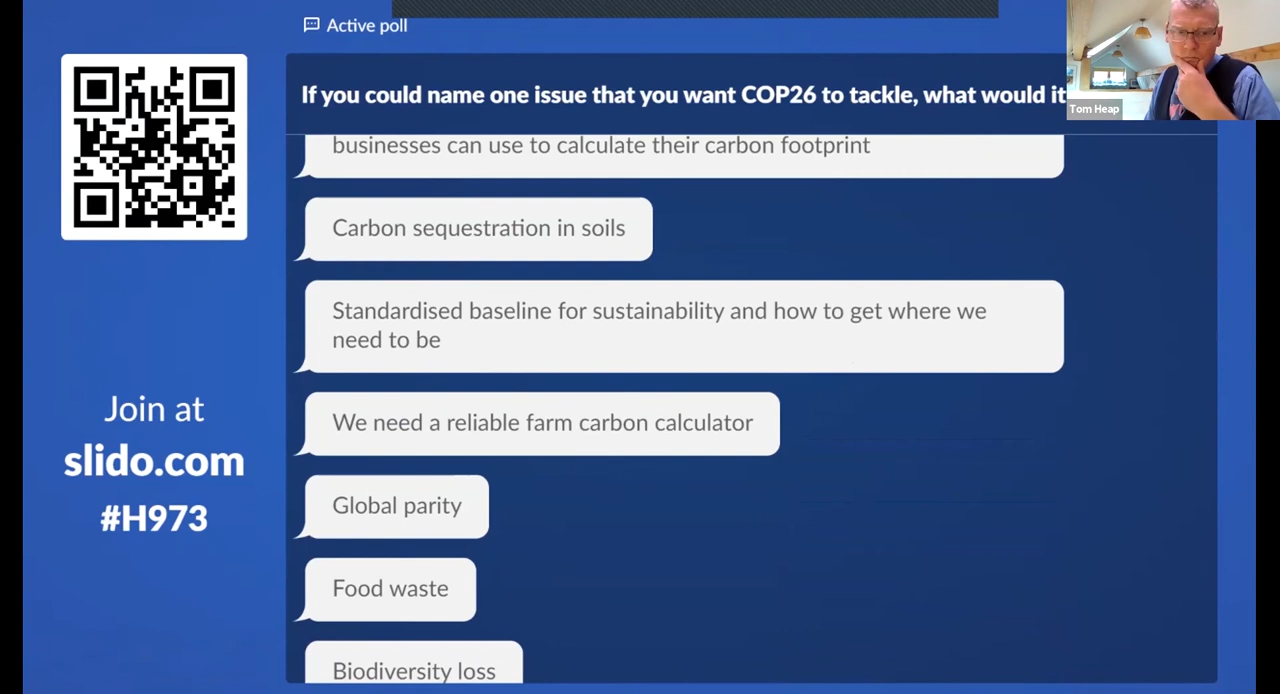 Active poll
If you could name one issue that you want COP26 to tackle, what would it
Tom Heap
businesses can use to calculate their carbon footprint
Carbon sequestration in soils
Standardised baseline for sustainability and how to get where we
need to be
We need a reliable farm carbon calculator
Global parity
Food waste
Biodiversity loss
Join at
slido.com
#H973